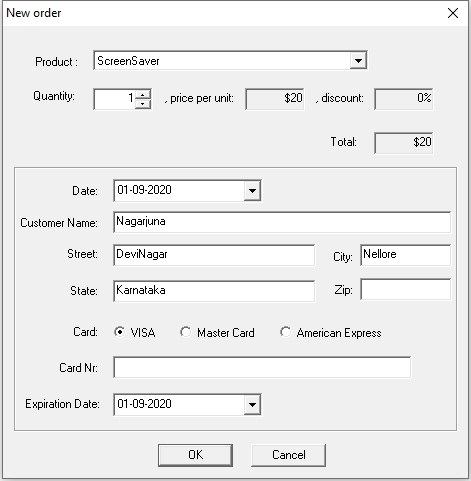 New order
Product : ScreenSaver
Quantity: 1 , price per unit: $20 , discount: 0%
Total: $20
Date: 01-09-2020
Customer Name: Nagarjuna
Street: DeviNagar City: Nellore
State: Karnataka Zip:
Card: VISA Master Card American Express
Card Nr:
Expiration Date: 01-09-2020
OK Cancel